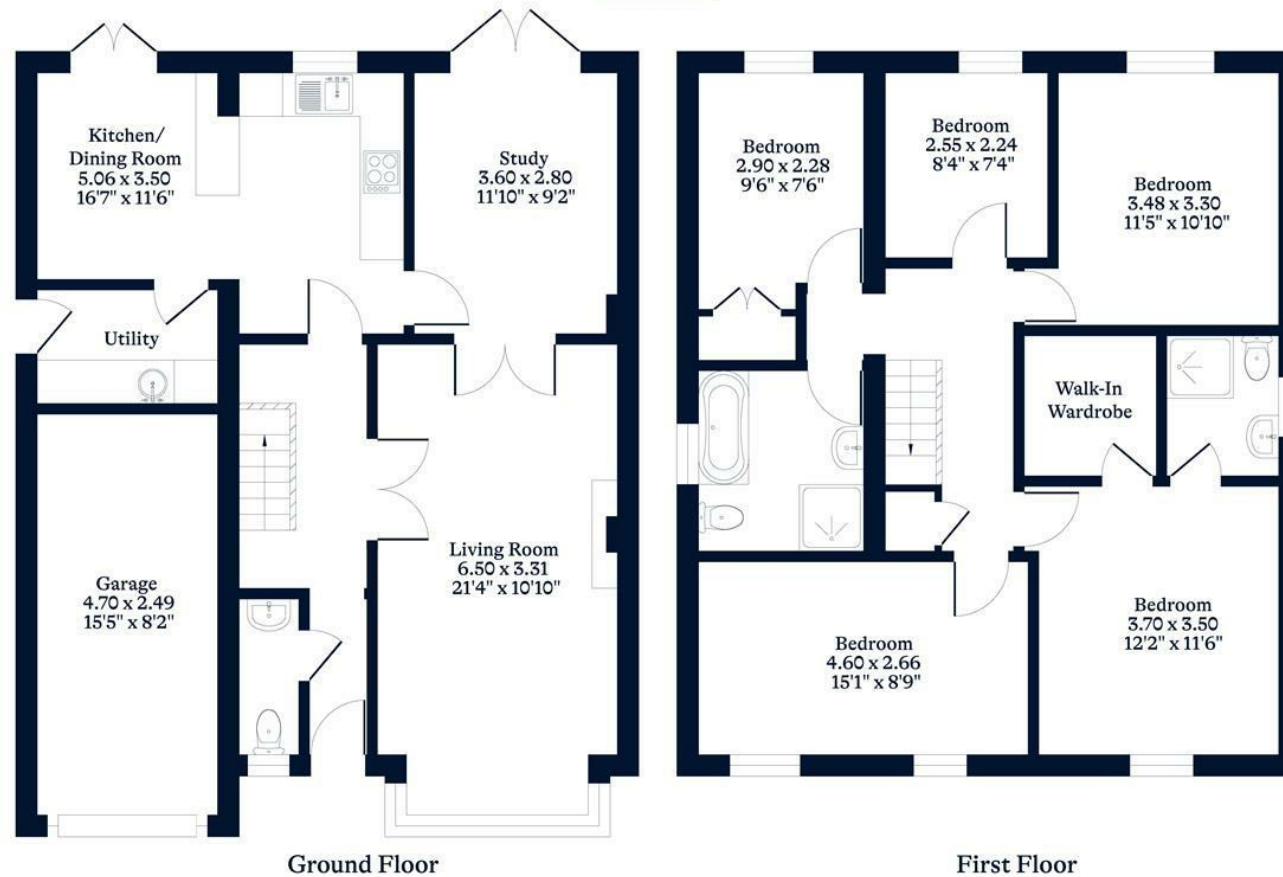 Kitchen/
Dining Room
5.06 x 3.50
16'7" x 11'6"
Study
3.60 x 2.80
11'10" x 9'2"
Utility
Garage
4.70 x 2.49
15'5" x 8'2"
Living Room
6.50 x 3.31
21'4" x 10'10"
Ground Floor
Bedroom
2.90 x 2.28
9'6" x 7'6"
Bedroom
2.55 x 2.24
8'4" x 7'4"
Bedroom
3.48 x 3.30
11'5" x 10'10"
Walk-In
Wardrobe
Bedroom
4.60 x 2.66
15'1" x 8'9"
Bedroom
3.70 x 3.50
12'2" x 11'6"
First Floor